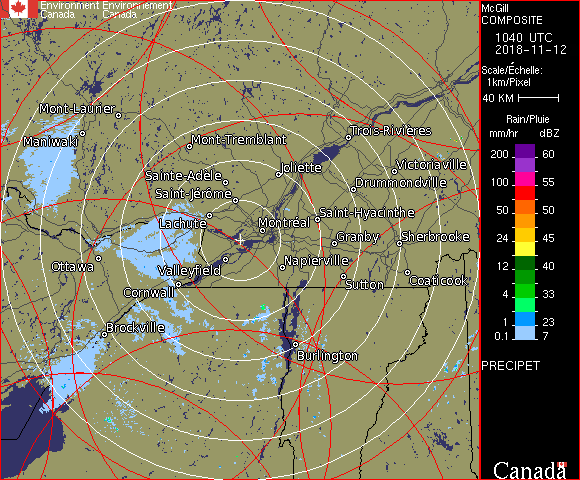 Environment Environnement
Canada Canada
McGill
COMPOSITE
1040 UTC
2018-11-12
Scale/Échelle:
1km/Pixel
40 KM
Rain/Pluie
mm/hr dBZ
200 60
100 55
50 50
24 45
12 40
4 33
1 23
0.1 7
PRECIPET
Canada
Mont-Laurier
Maniwaki
Mont-Tremblant
Trois-Rivières
Sainte-Adèle
Joliette
Victoriaville
Saint-Jérôme
Drummondville
Lachute
Montréal
Saint-Hyacinthe
Ottawa
Granby
Sherbrooke
Valleyfield
Napierville
Cornwall
Sutton
Coaticook
Brockville
Burlington